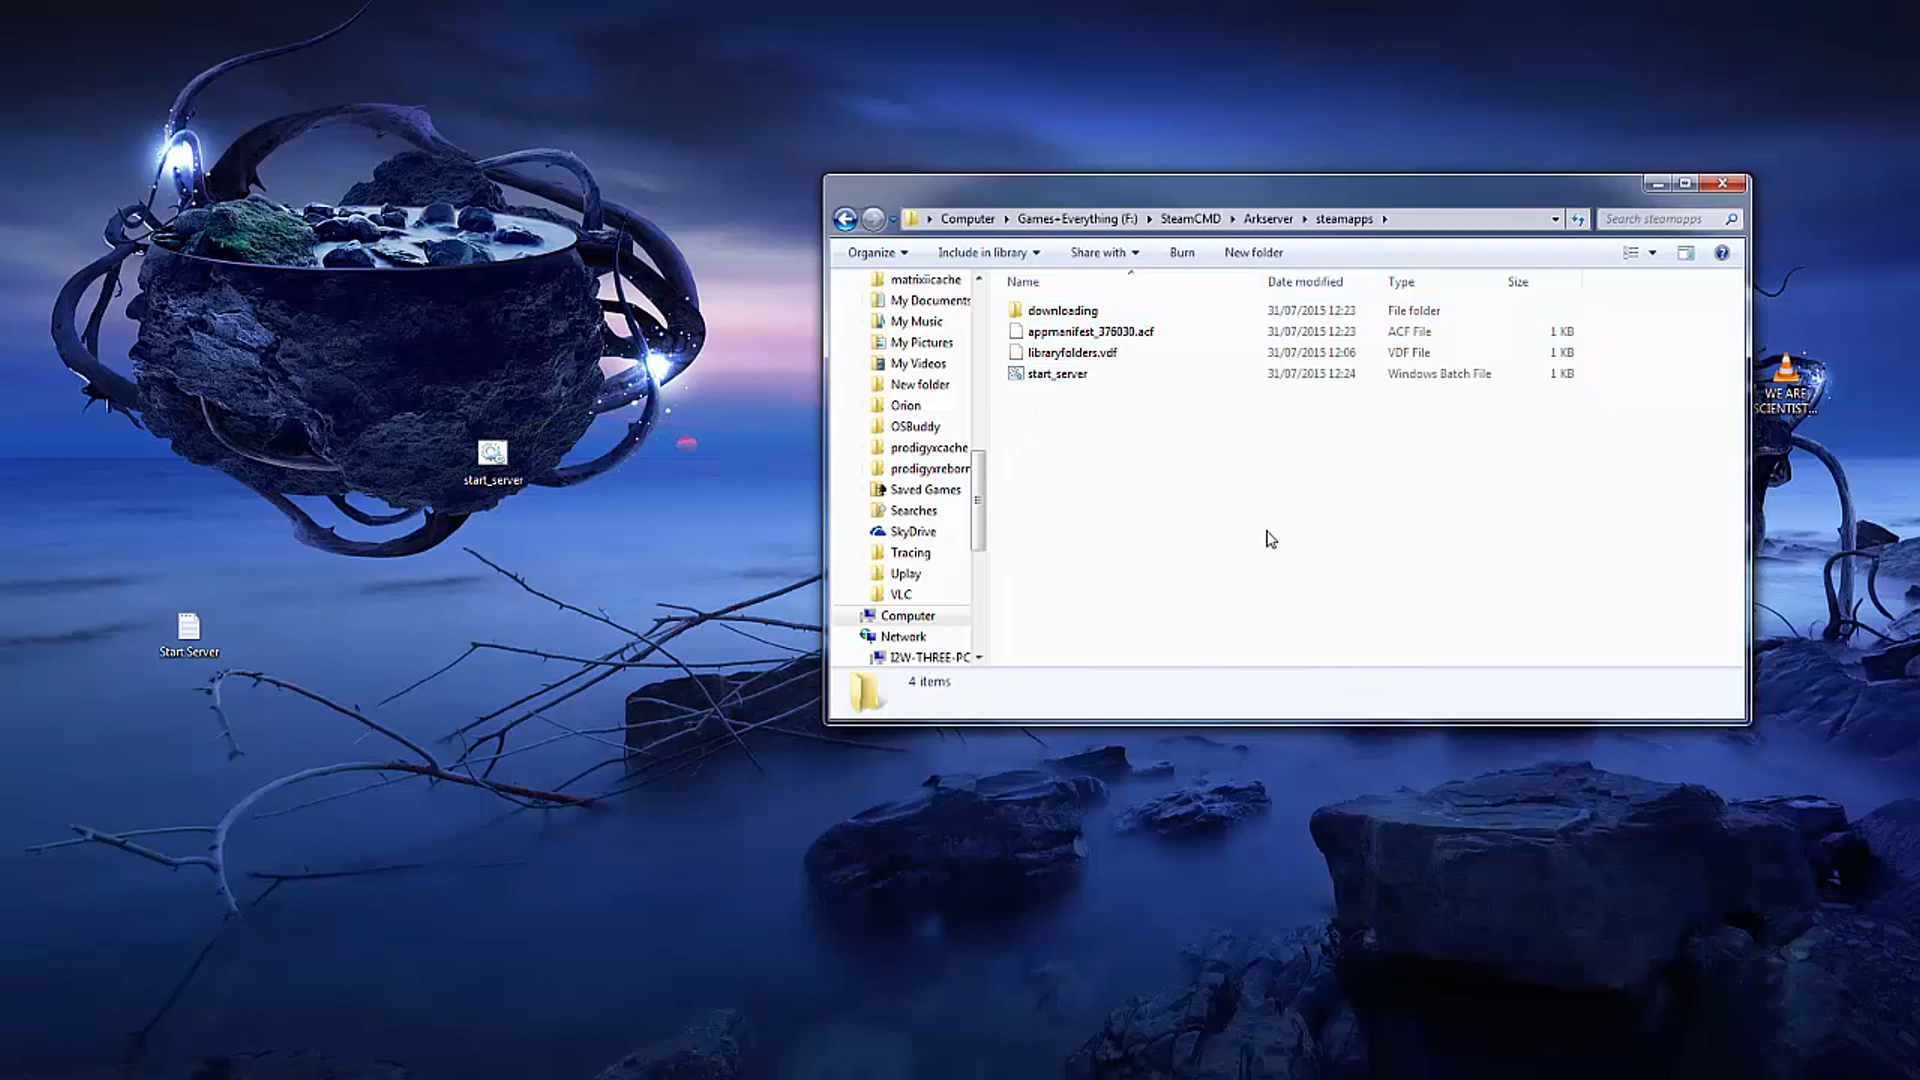 Computer Games+Everything (F:) SteamCMD Arkserver steamapps
Search steamapps
Organize Include in library Share with Burn New folder
Name Date modified Type Size
matrixiicache
My Documents
My Music
My Pictures
My Videos
New folder
Orion
OSBuddy
prodigyxcache
prodigyxreborn
Saved Games
Searches
SkyDrive
Tracing
Uplay
VLC
Computer
Network
I2W-THREE-PC
downloading 31/07/2015 12:23 File folder
appmanifest_376030.acf 31/07/2015 12:23 ACF File 1 KB
libraryfolders.vdf 31/07/2015 12:06 VDF File 1 KB
start_server 31/07/2015 12:24 Windows Batch File 1 KB
4 items
start_server
Start Server
WE ARE
SCIENTIST...